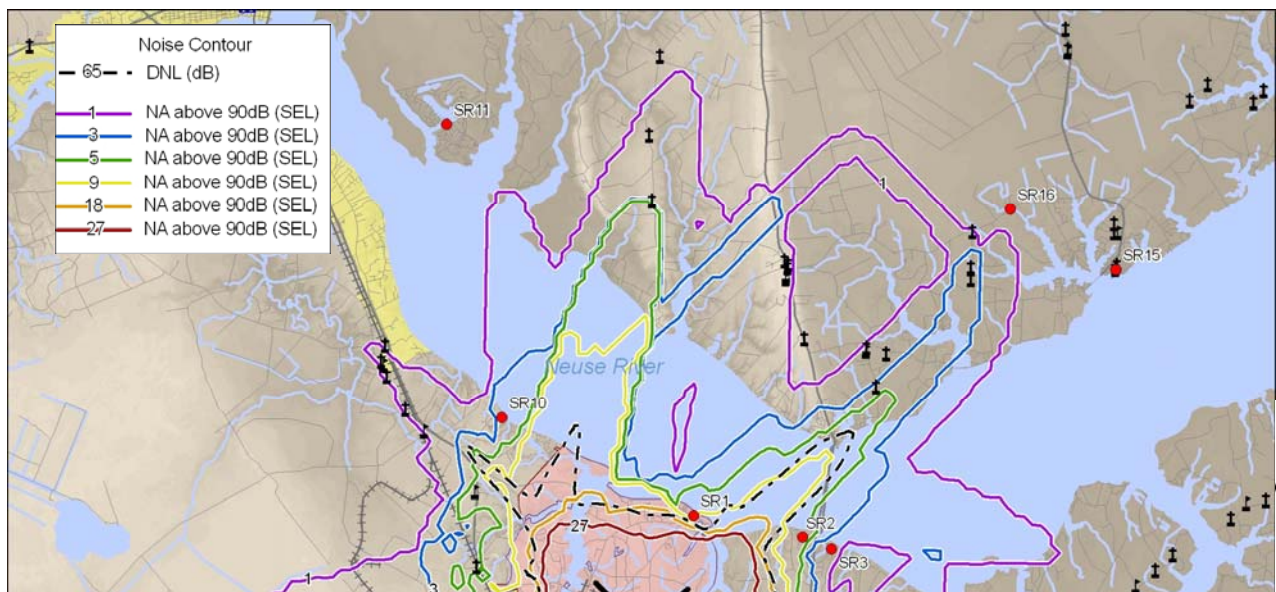 Noise Contour
65 DNL (dB)
1 NA above 90dB (SEL)
3 NA above 90dB (SEL)
5 NA above 90dB (SEL)
9 NA above 90dB (SEL)
18 NA above 90dB (SEL)
27 NA above 90dB (SEL)
SR11
1
SR16
SR15
Neuse River
SR10
SR1
27
SR2
SR3
1
3